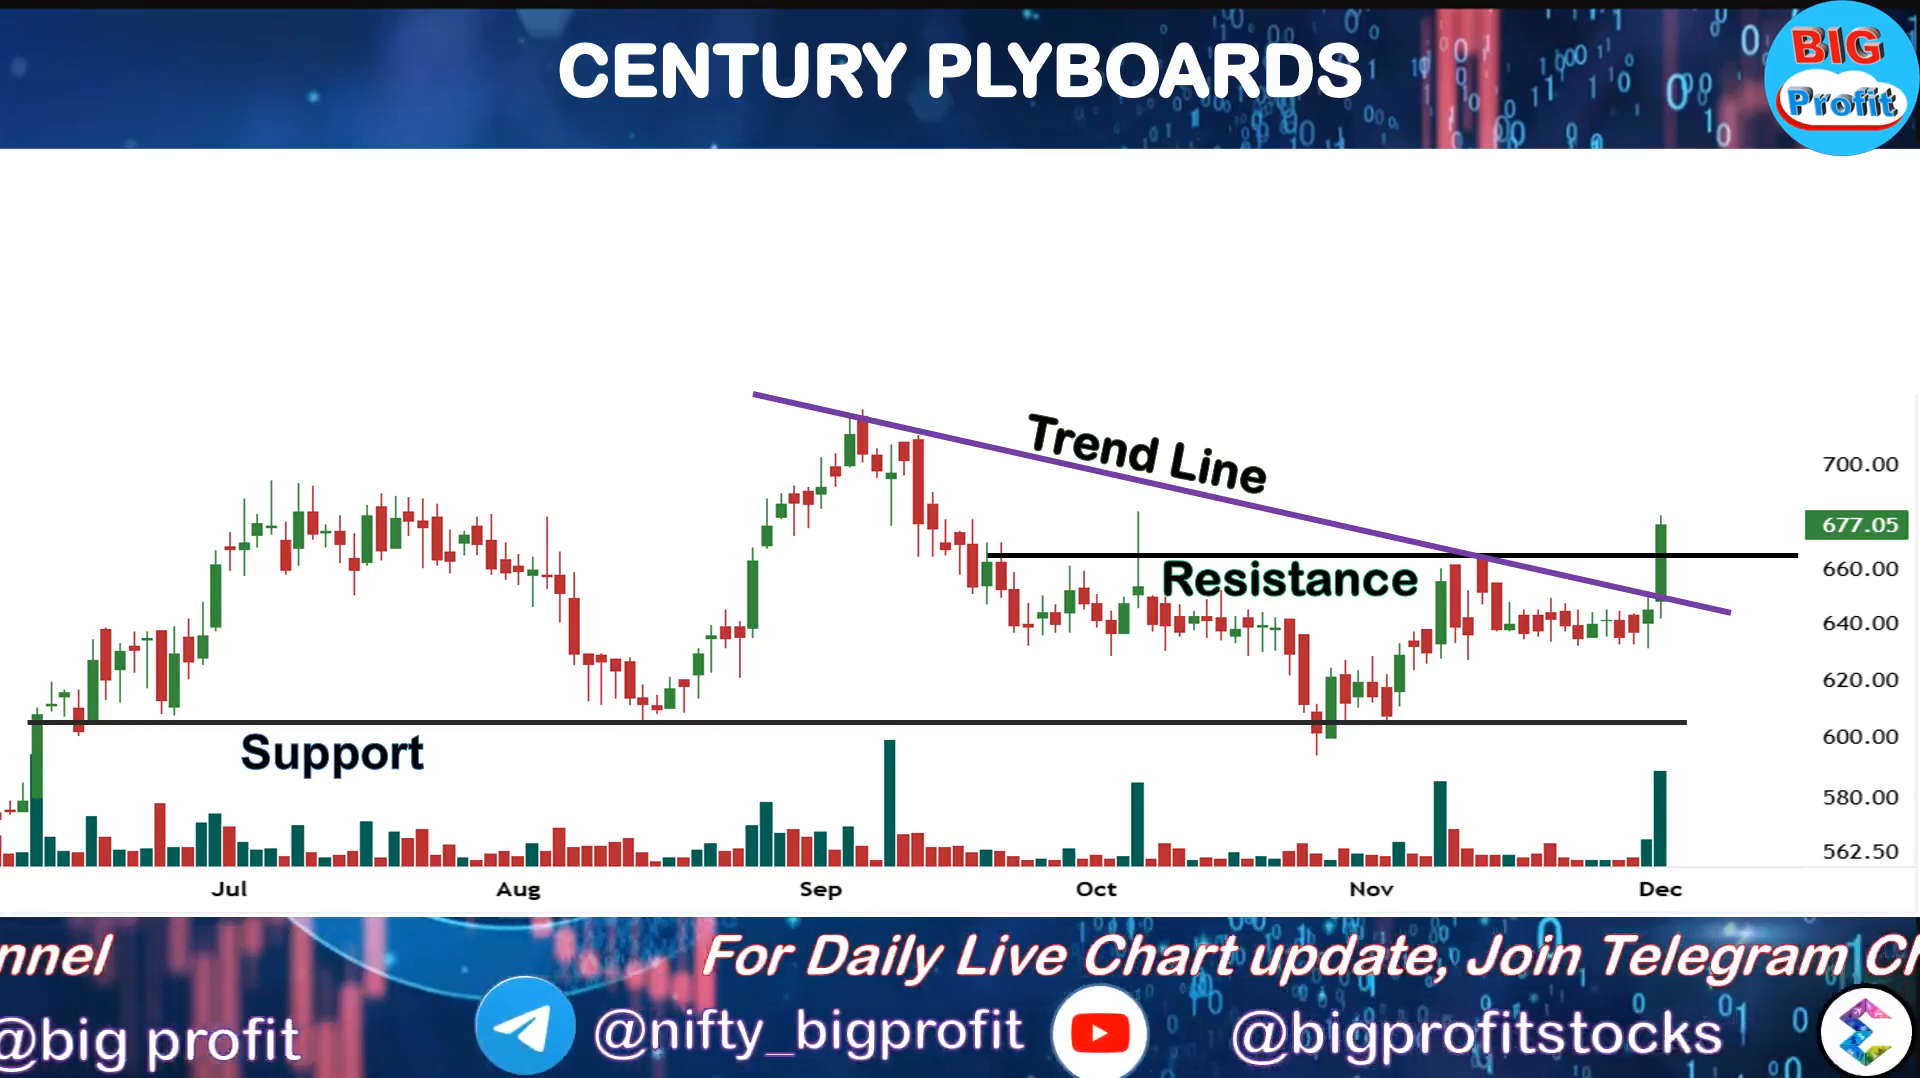 CENTURY PLYBOARDS
BIG
Profit
Trend Line
Resistance
Support
700.00
677.05
660.00
640.00
620.00
600.00
580.00
562.50
Jul Aug Sep Oct Nov Dec
nnel For Daily Live Chart update, Join Telegram Ch
@big profit @nifty_bigprofit @bigprofitstocks